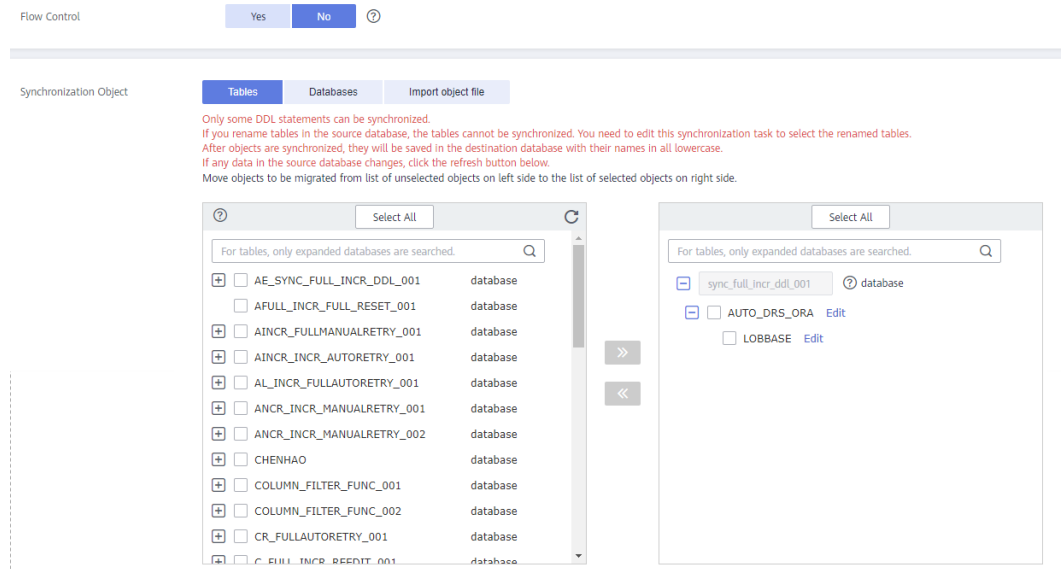 Flow Control Yes No
Synchronization Object Tables Databases Import object file
Only some DDL statements can be synchronized.
If you rename tables in the source database, the tables cannot be synchronized. You need to edit this synchronization task to select the renamed tables.
After objects are synchronized, they will be saved in the destination database with their names in all lowercase.
If any data in the source database changes, click the refresh button below.
Move objects to be migrated from list of unselected objects on left side to the list of selected objects on right side.
Select All
For tables, only expanded databases are searched.
AE_SYNC_FULL_INCR_DDL_001 database
AFULL_INCR_FULL_RESET_001 database
AINCR_FULLMANUALRETRY_001 database
AINCR_INCR_AUTORETRY_001 database
AL_INCR_FULLAUTORETRY_001 database
ANCR_INCR_MANUALRETRY_001 database
ANCR_INCR_MANUALRETRY_002 database
CHENHAO database
COLUMN_FILTER_FUNC_001 database
COLUMN_FILTER_FUNC_002 database
CR_FULLAUTORETRY_001 database
C_FULL_INCR_REEDIT_001 database
Select All
For tables, only expanded databases are searched.
sync_full_incr_ddl_001 database
AUTO_DRS_ORA Edit
LOBBASE Edit